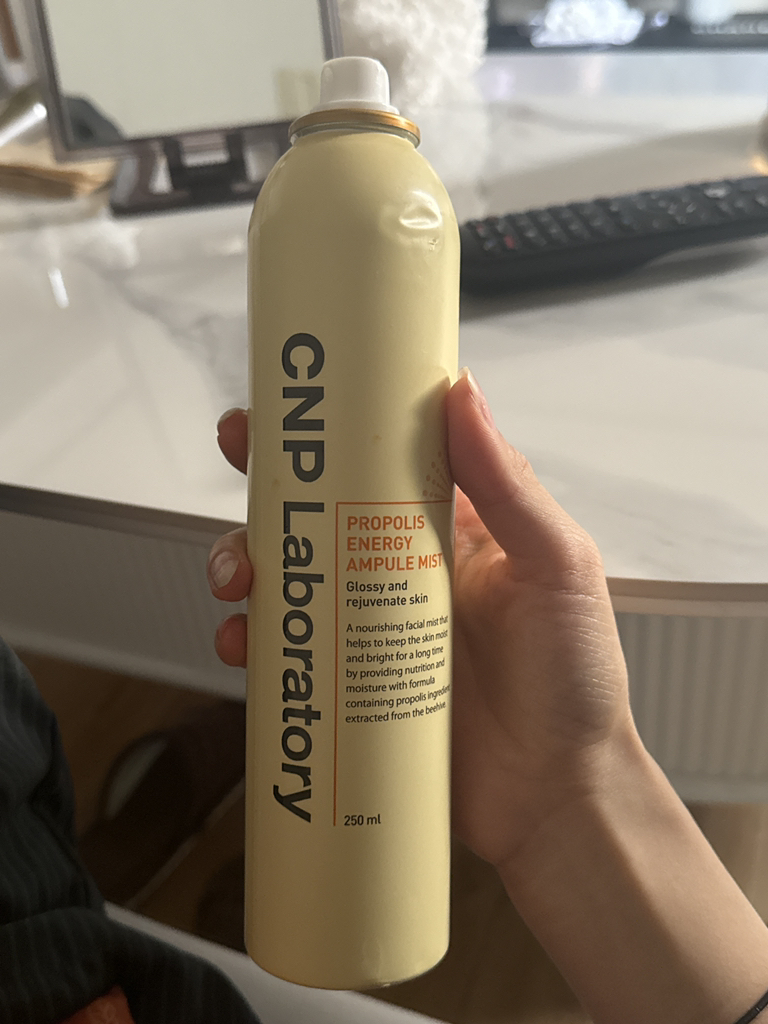 CNP Laboratory
PROPOLIS
ENERGY
AMPULE MIST
Glossy and
rejuvenate skin
A nourishing facial mist that
helps to keep the skin moist
and bright for a long time
by providing nutrition and
moisture with formula
containing propolis
extracted from the beehive.
250 ml